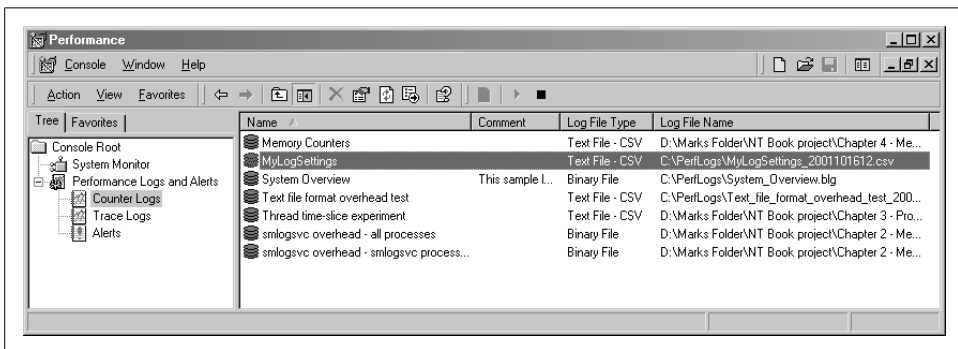 Performance
Console Window Help
Action View Favorites
Tree Favorites
Name Comment Log File Type Log File Name
Console Root
System Monitor
Performance Logs and Alerts
Counter Logs
Trace Logs
Alerts
Memory Counters Text File - CSV D:\Marks Folder\NT Book project\Chapter 4 - Me...
MyLogSettings Text File - CSV C:\PerfLogs\MyLogSettings_2001101612.csv
System Overview This sample l... Binary File C:\PerfLogs\System_Overview.blg
Text file format overhead test Text File - CSV C:\PerfLogs\Text_file_format_overhead_test_200...
Thread time-slice experiment Text File - CSV D:\Marks Folder\NT Book project\Chapter 3 - Pro...
smlogsvc overhead - all processes Binary File D:\Marks Folder\NT Book project\Chapter 2 - Me...
smlogsvc overhead - smlogsvc process... Binary File D:\Marks Folder\NT Book project\Chapter 2 - Me...